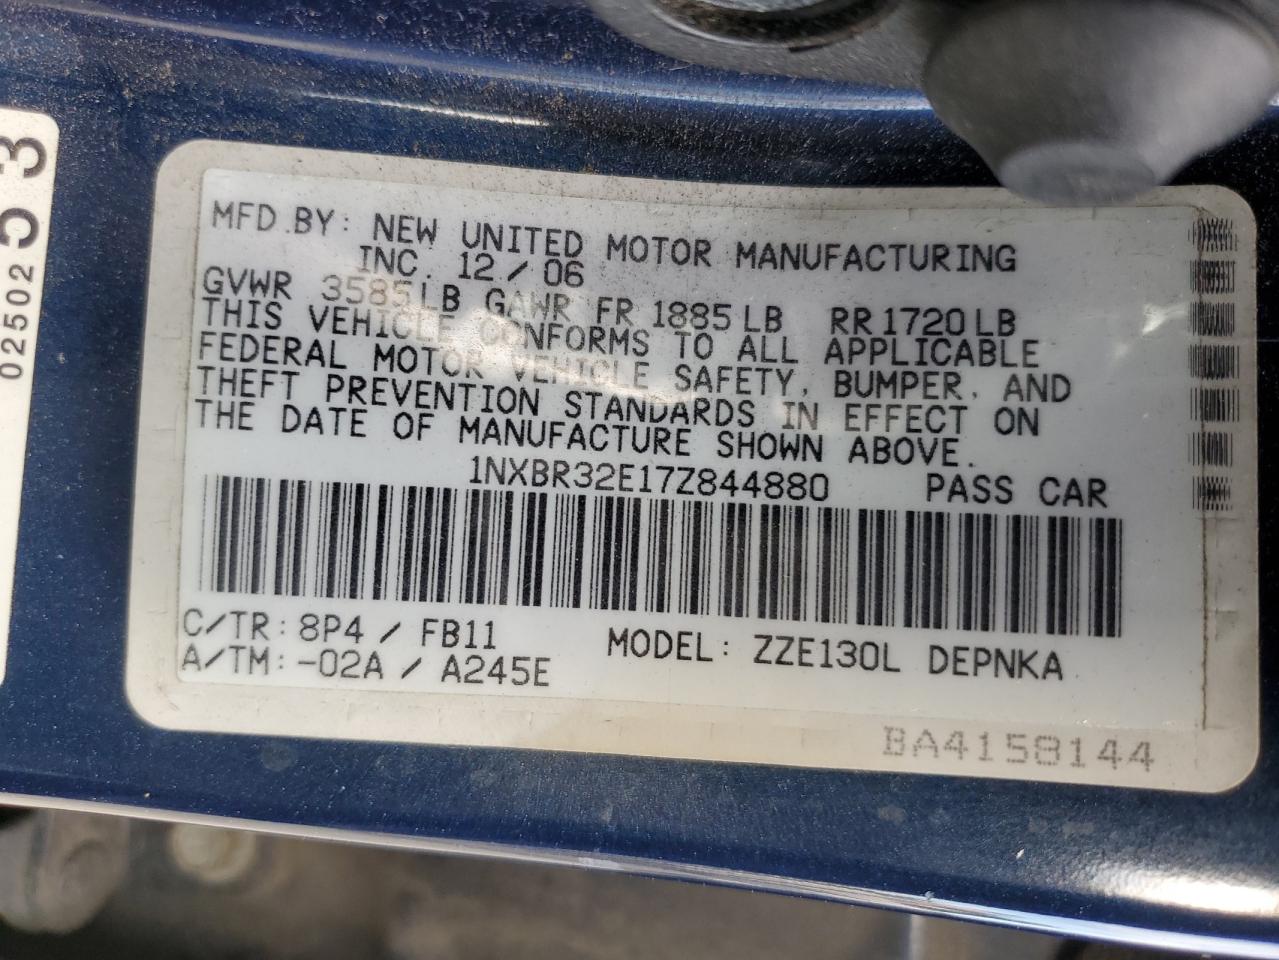 MFD.BY: NEW UNITED MOTOR MANUFACTURING
INC. 12/06
GVWR 3585LB GAWR FR 1885LB RR1720LB
THIS VEHICLE CONFORMS TO ALL APPLICABLE
FEDERAL MOTOR VEHICLE SAFETY, BUMPER, AND
THEFT PREVENTION STANDARDS IN EFFECT ON
THE DATE OF MANUFACTURE SHOWN ABOVE.
1NXBR32E17Z844880 PASS CAR
C/TR: 8P4 / FB11 MODEL: ZZE130L DEPNKA
A/TM: -02A / A245E
BA4158144
0250253